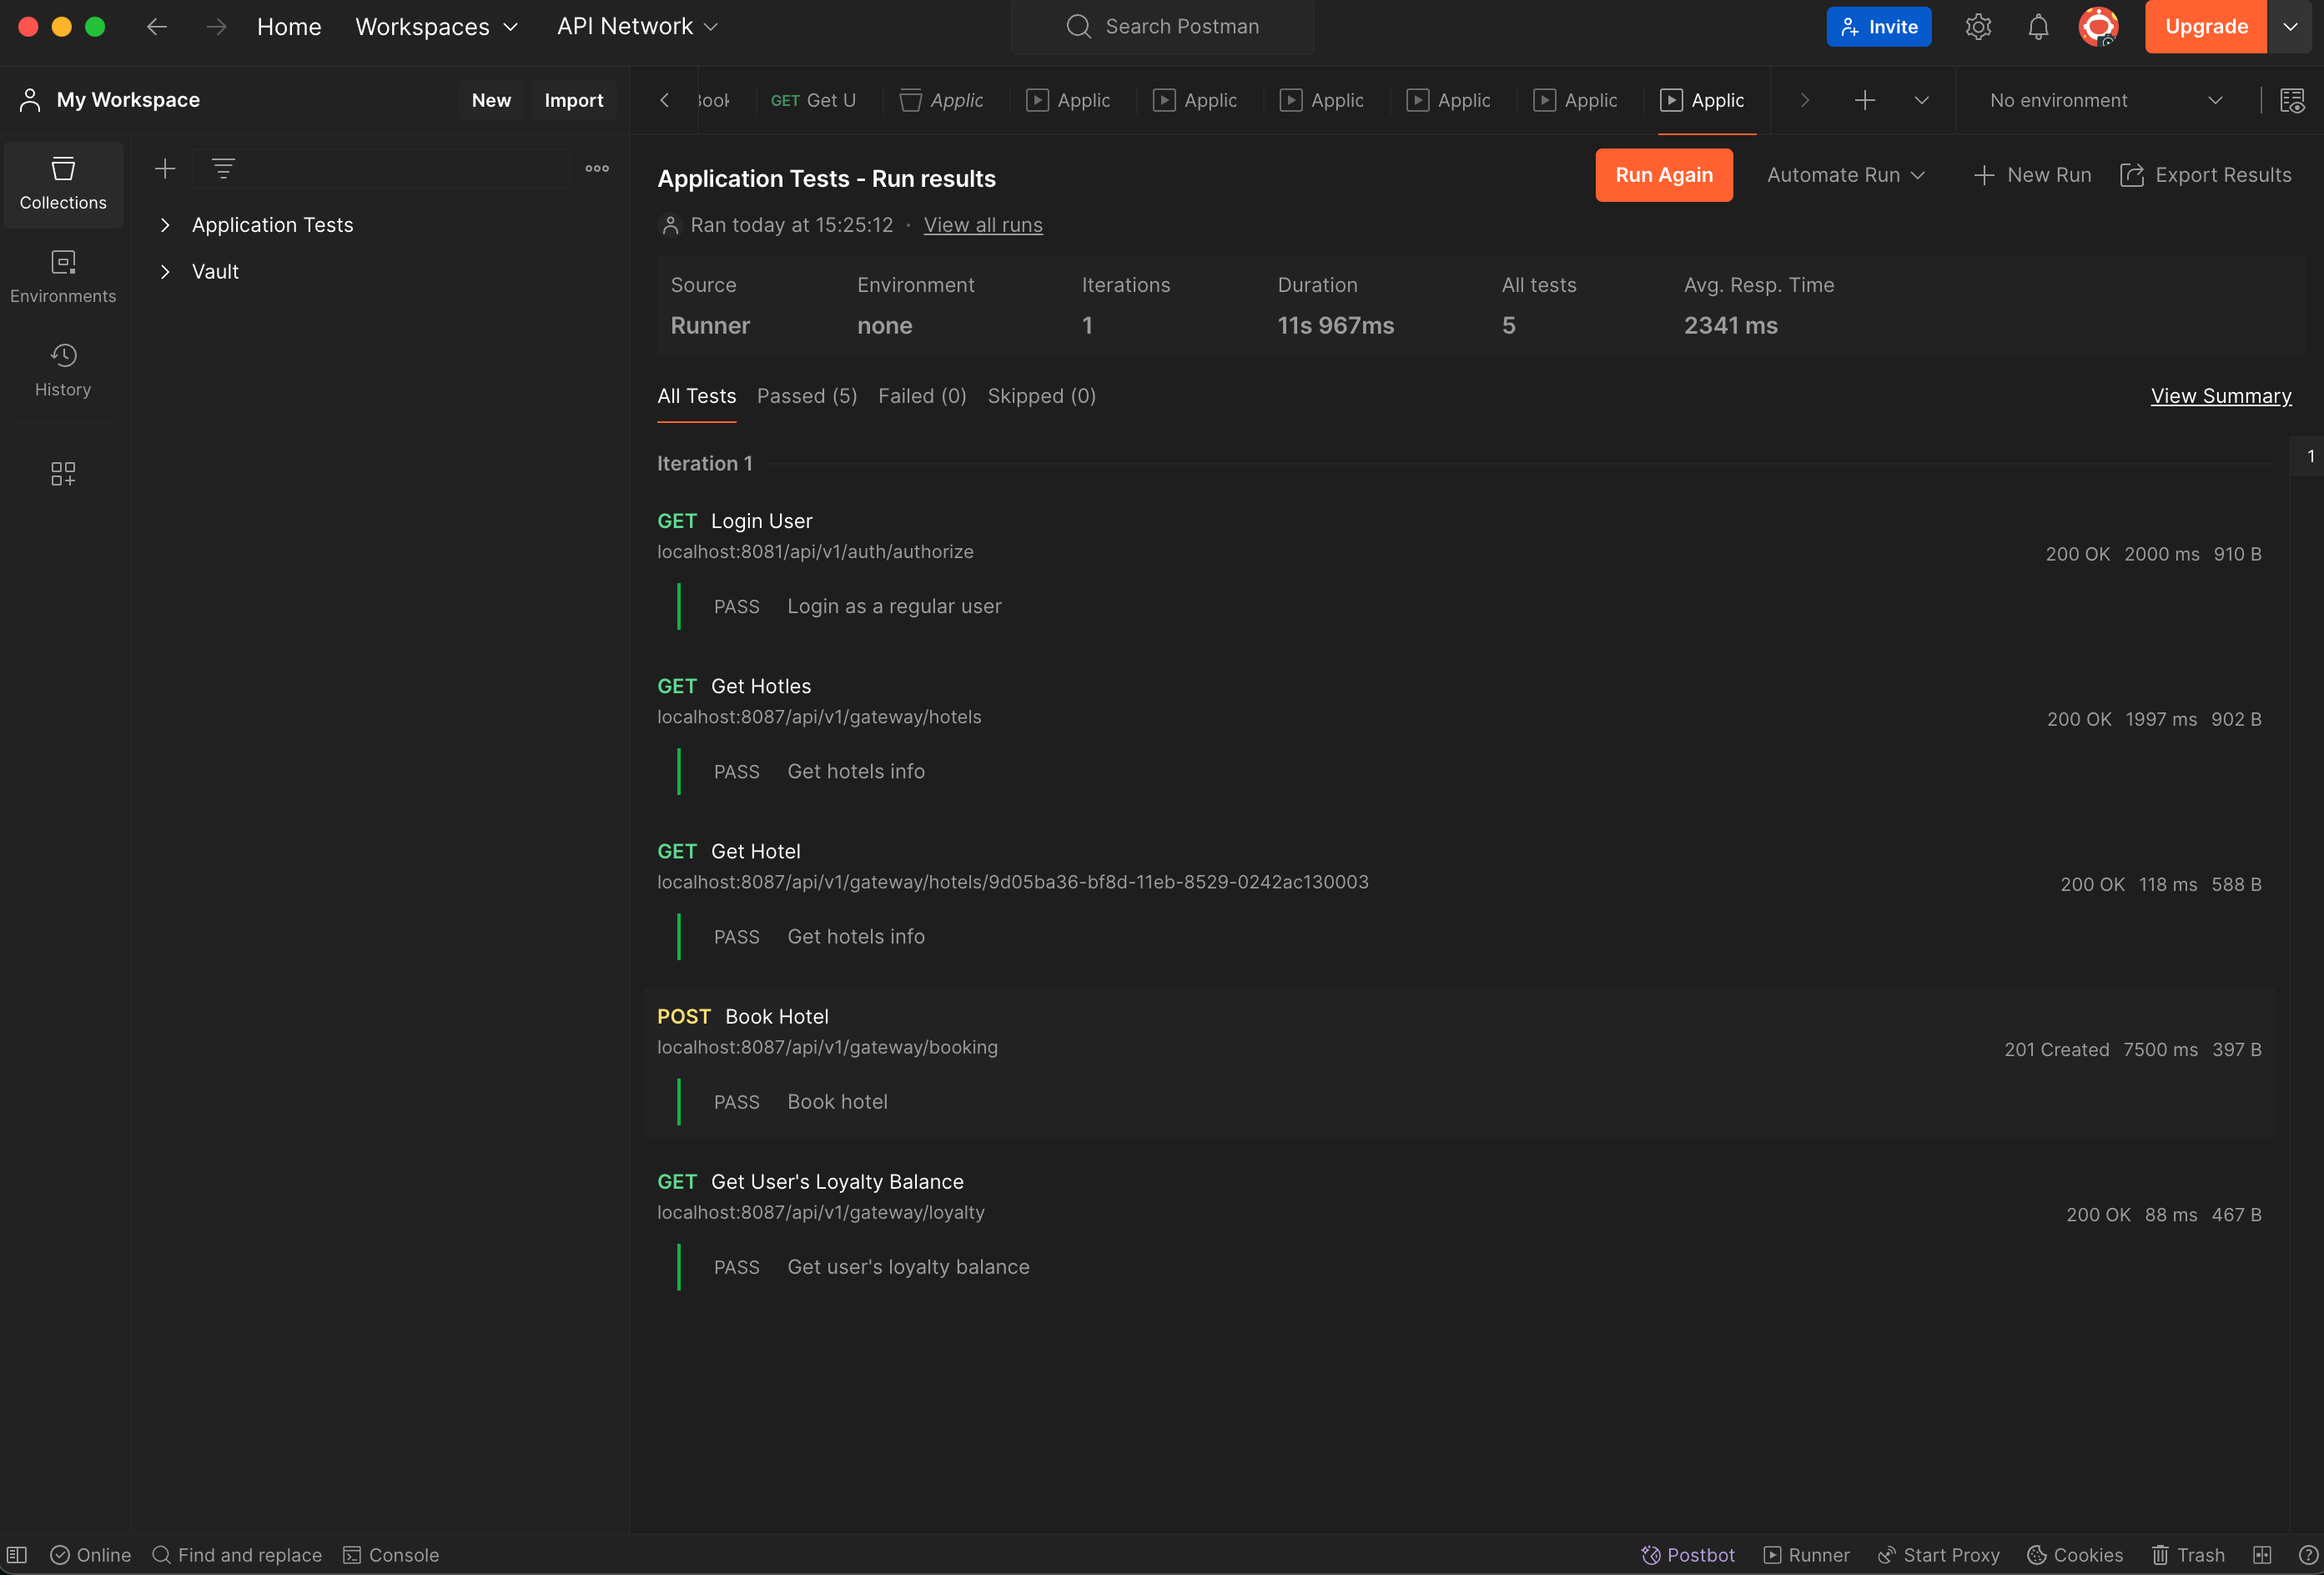 Home Workspaces API Network Search Postman Invite Upgrade
My Workspace New Import
GET Get U Applic Applic Applic Applic Applic Applic Applic No environment
Collections
Environments
History
Application Tests
Vault
Application Tests - Run results Run Again Automate Run New Run Export Results
Ran today at 15:25:12 · View all runs
Source Environment Iterations Duration All tests Avg. Resp. Time
Runner none 1 11s 967ms 5 2341 ms
All Tests Passed (5) Failed (0) Skipped (0) View Summary
Iteration 1 1
GET Login User
localhost:8081/api/v1/auth/authorize 200 OK 2000 ms 910 B
PASS Login as a regular user
GET Get Hotles
localhost:8087/api/v1/gateway/hotels 200 OK 1997 ms 902 B
PASS Get hotels info
GET Get Hotel
localhost:8087/api/v1/gateway/hotels/9d05ba36-bf8d-11eb-8529-0242ac130003 200 OK 118 ms 588 B
PASS Get hotels info
POST Book Hotel
localhost:8087/api/v1/gateway/booking 201 Created 7500 ms 397 B
PASS Book hotel
GET Get User's Loyalty Balance
localhost:8087/api/v1/gateway/loyalty 200 OK 88 ms 467 B
PASS Get user's loyalty balance
Online Find and replace Console Postbot Runner Start Proxy Cookies Trash